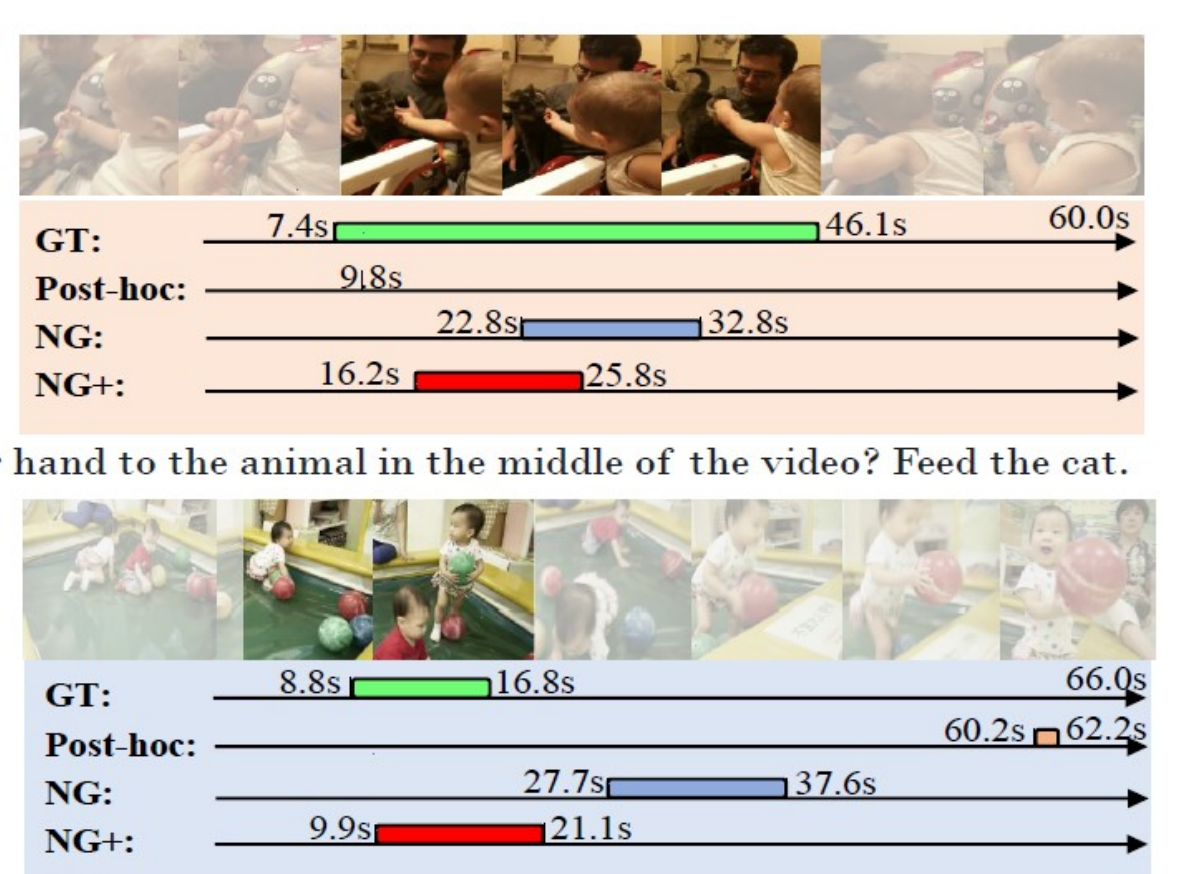 GT: 7.4s 46.1s 60.0s
Post-hoc: 9.8s
NG: 22.8s 32.8s
NG+: 16.2s 25.8s
hand to the animal in the middle of the video? Feed the cat.
GT: 8.8s 16.8s 66.0s
Post-hoc: 60.2s 62.2s
NG: 27.7s 37.6s
NG+: 9.9s 21.1s